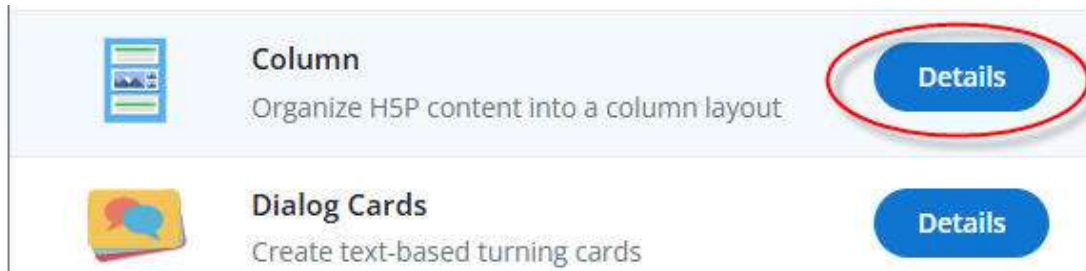 Column
Organize H5P content into a column layout
Details
Dialog Cards
Create text-based turning cards
Details